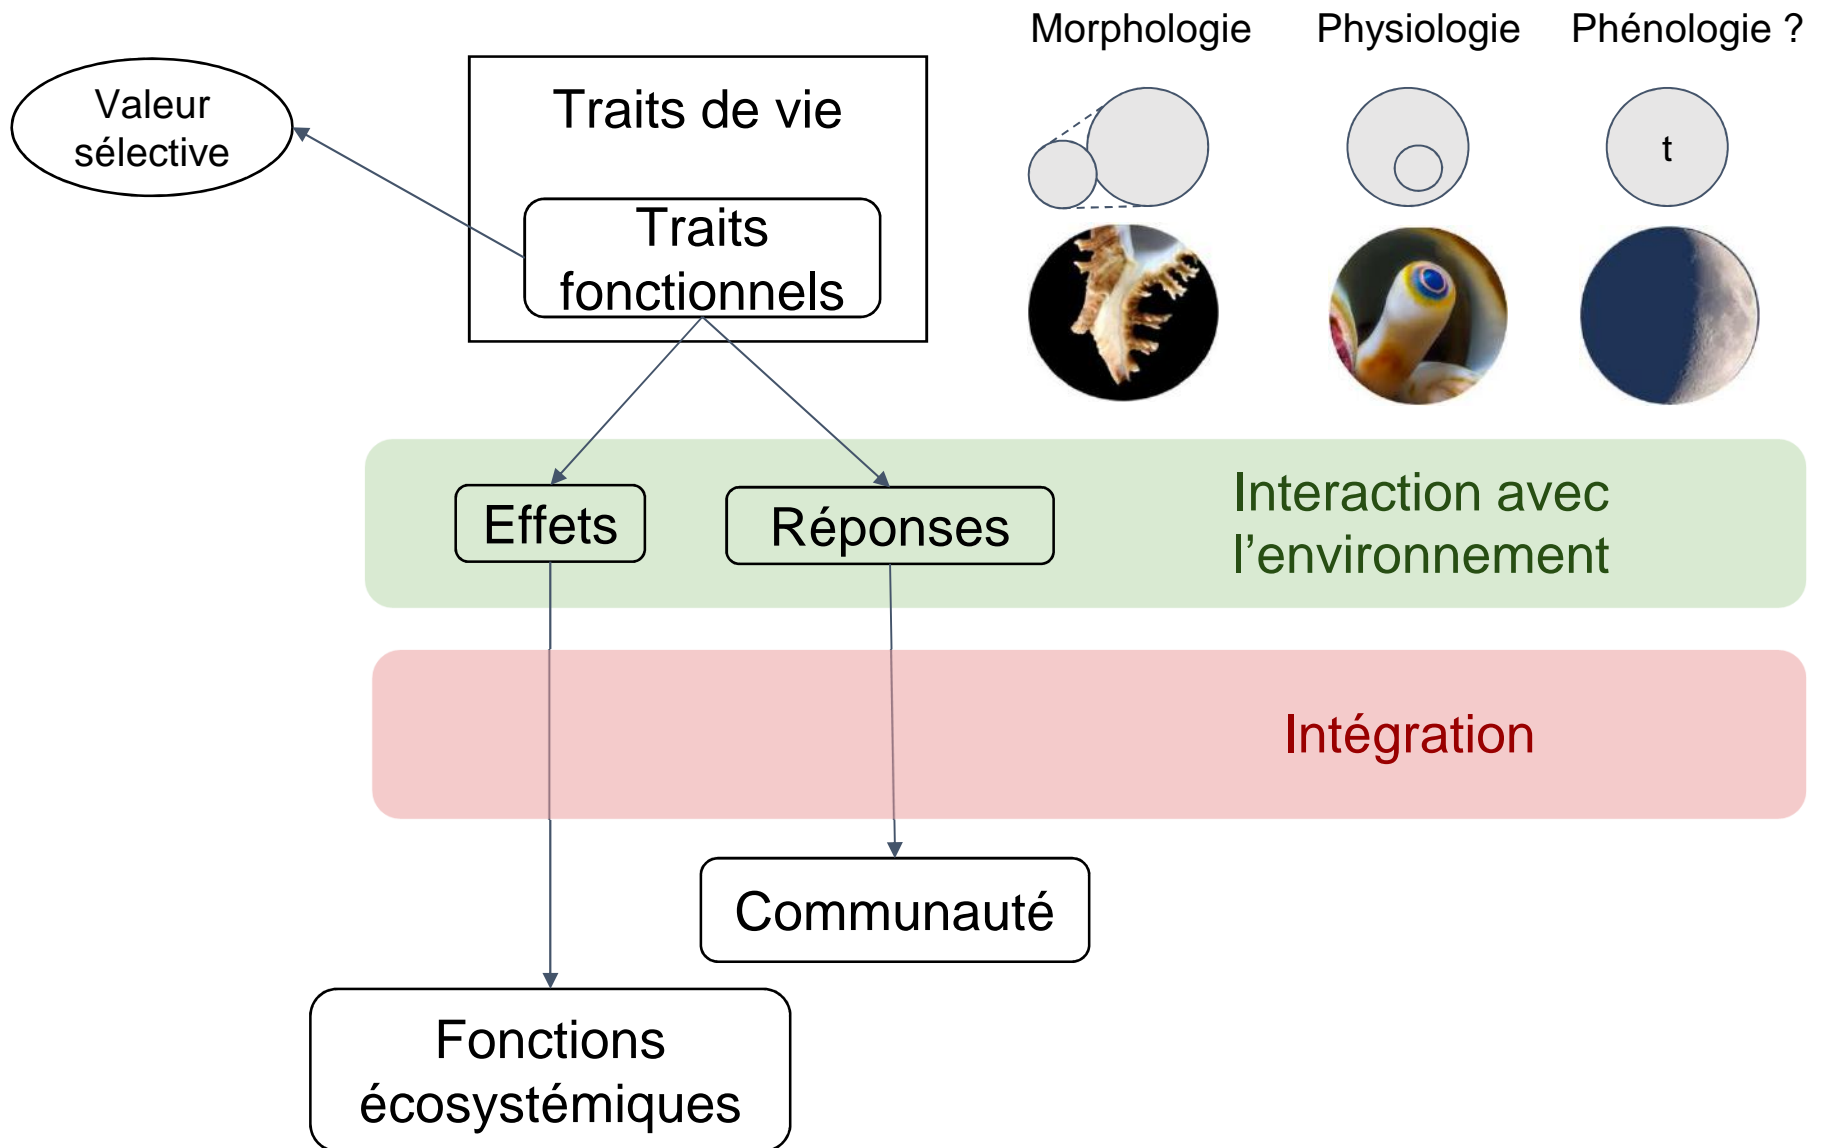 Morphologie
Physiologie
Phénologie ?
Valeur
sélective
Traits de vie
t
Traits
fonctionnels
Effets
Réponses
Interaction avec
l'environnement
Intégration
Communauté
Fonctions
écosystémiques